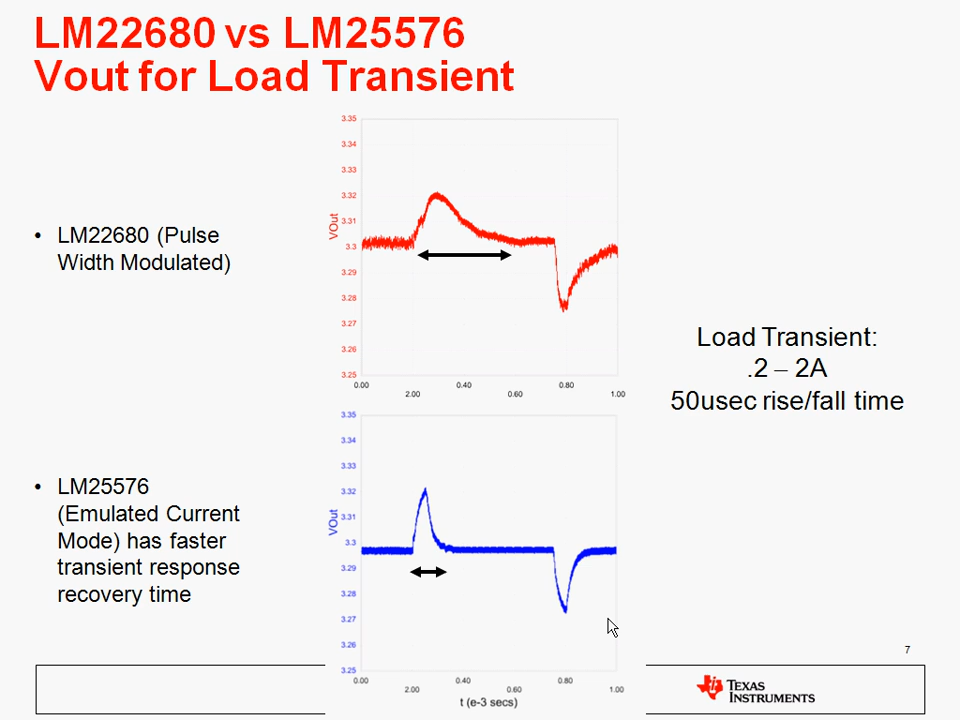 LM22680 vs LM25576
Vout for Load Transient
• LM22680 (Pulse
Width Modulated)
3.35
3.34
3.33
3.32
3.31
3.3
3.29
3.28
3.27
3.26
3.25
VOut
0.00
2.00
0.40
0.60
0.80
1.00
Load Transient:
.2 – 2A
50usec rise/fall time
• LM25576
(Emulated Current
Mode) has faster
transient response
recovery time
3.35
3.34
3.33
3.32
3.31
3.3
3.29
3.28
3.27
3.26
3.25
VOut
0.00
2.00
0.40
0.60
0.80
1.00
t (e-3 secs)
7
TEXAS
INSTRUMENTS